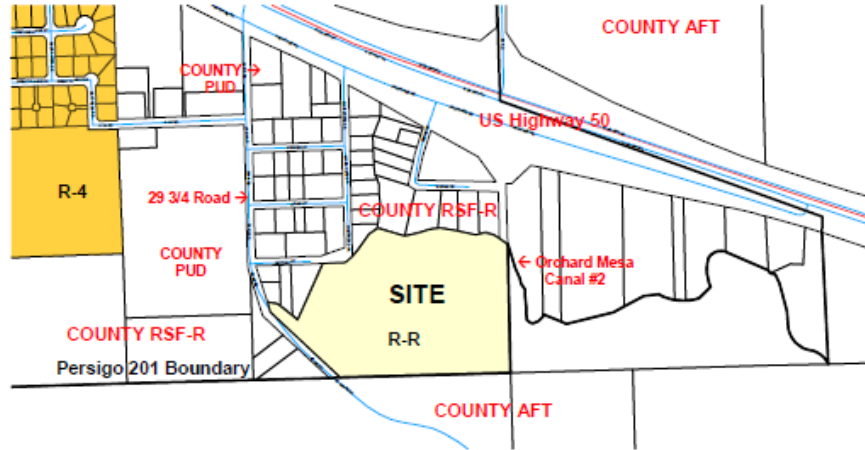 COUNTY AFT
COUNTY
PUD
US Highway 50
R-4
29 3/4 Road
COUNTY RSF-R
COUNTY
PUD
Orchard Mesa
Canal #2
SITE
R-R
COUNTY RSF-R
Persigo 201 Boundary
COUNTY AFT